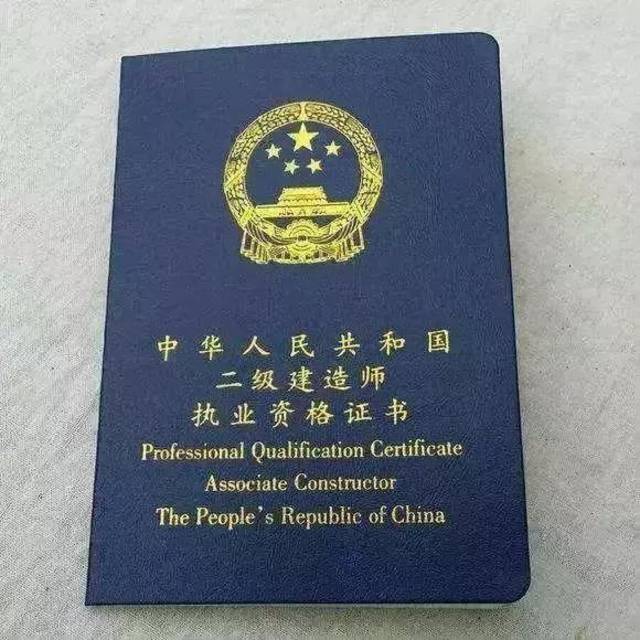 中华人民共和国
二级建造师
执业资格证书
Professional Qualification Certificate
Associate Constructor
The People's Republic of China